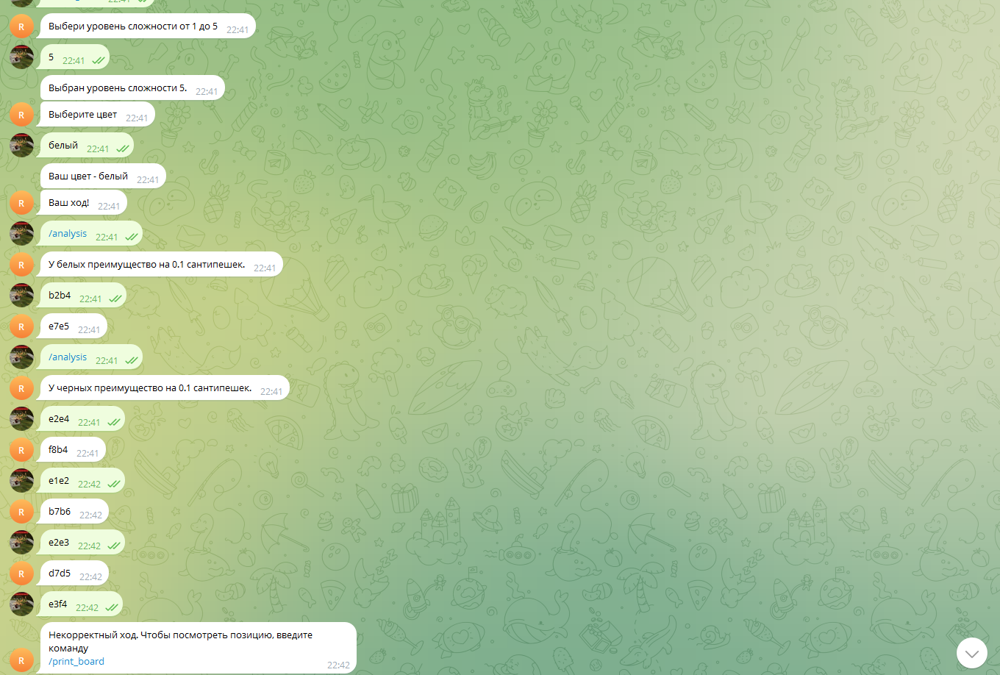 22:41
R
Выбери уровень сложности от 1 до 5 22:41
5 22:41
Выбран уровень сложности 5. 22:41
R
Выберите цвет 22:41
белый 22:41
Ваш цвет - белый 22:41
R
Ваш ход! 22:41
/analysis 22:41
R
У белых преимущество на 0.1 сантипешек. 22:41
b2b4 22:41
R
e7e5 22:41
/analysis 22:41
R
У черных преимущество на 0.1 сантипешек. 22:41
e2e4 22:41
R
f8b4 22:41
e1e2 22:42
R
b7b6 22:42
e2e3 22:42
R
d7d5 22:42
e3f4 22:42
Некорректный ход. Чтобы посмотреть позицию, введите
команду
R
/print_board 22:42